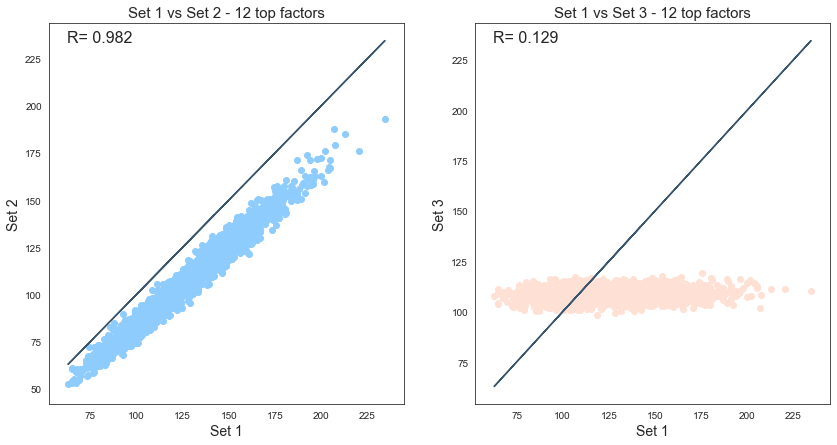 Set 1 vs Set 2 - 12 top factors
R= 0.982
225
200
175
150
125
100
75
50
Set 2
75 100 125 150 175 200 225
Set 1
Set 1 vs Set 3 - 12 top factors
R= 0.129
225
200
175
150
125
100
75
Set 3
75 100 125 150 175 200 225
Set 1